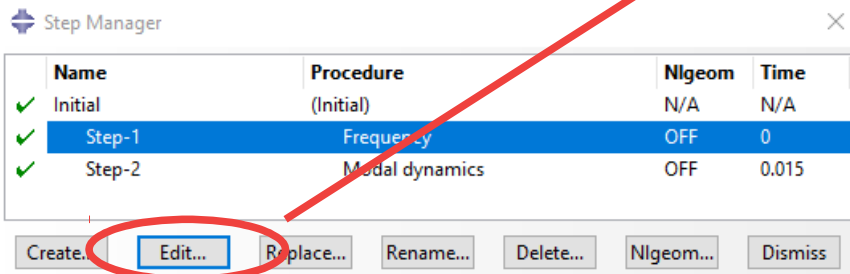 Step Manager
Name Procedure Nlgeom Time
Initial (Initial) N/A N/A
Step-1 Frequency OFF 0
Step-2 Modal dynamics OFF 0.015
Create... Edit... Replace... Rename... Delete... Nlgeom... Dismiss